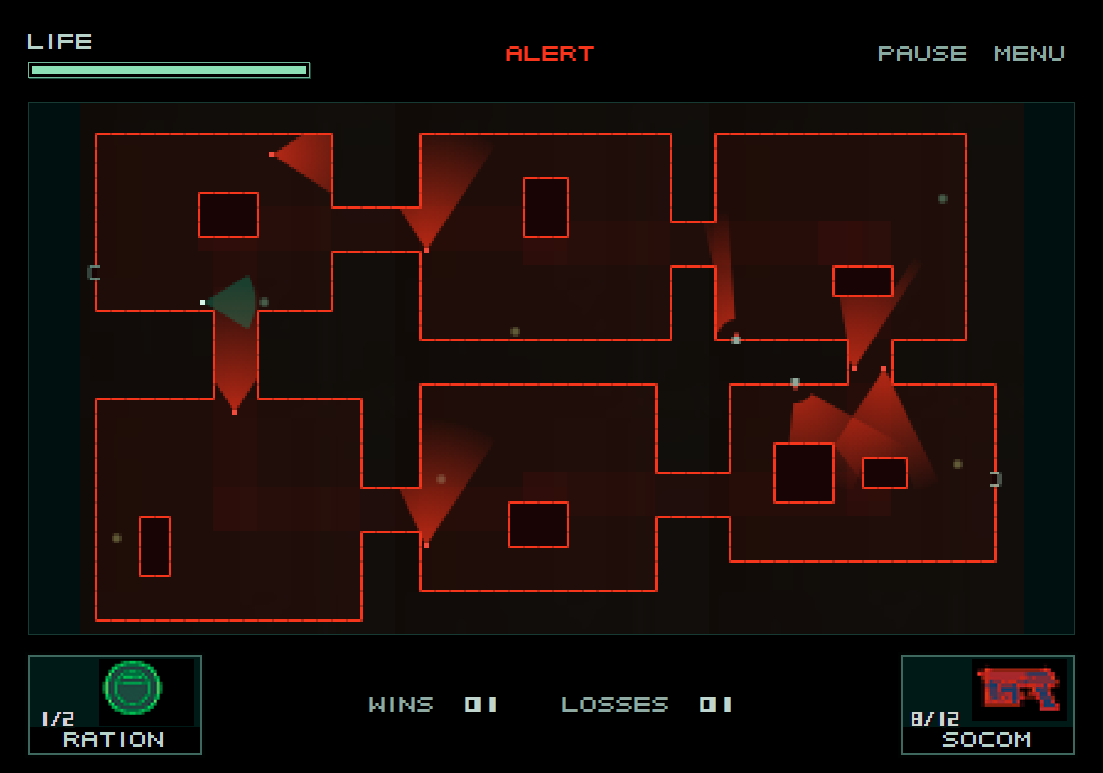 LIFE
ALERT
PAUSE MENU
1/2
RATION
WINS 01 LOSSES 01
8/12
SOCOM